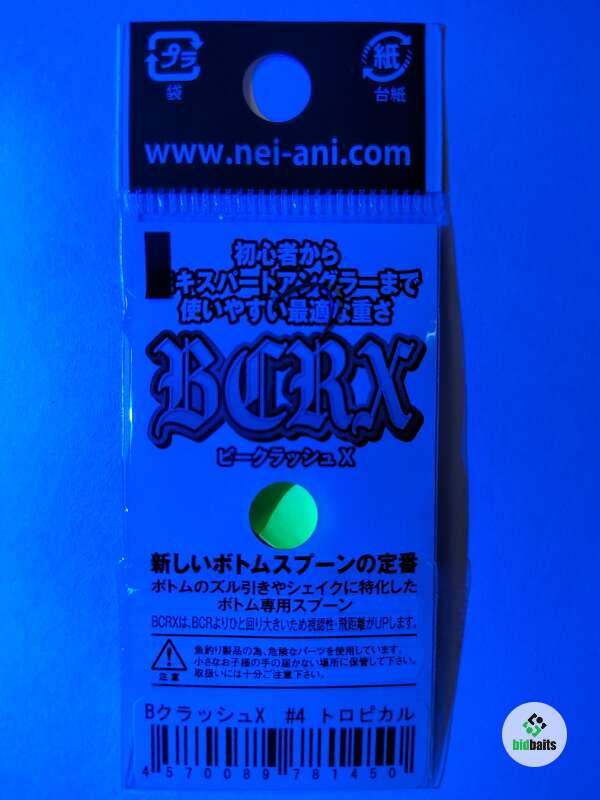 プラ
紙
袋
台紙
www.nei-ani.com
初心者から
キスパートアングラーまで
使いやすい最適な重さ
BCRX
ビークラッシュX
新しいボトムスプーンの定番
ボトムのズル引きやシェイクに特化した
ボトム専用スプーン
BCRXは、BCRよりひと回り大きいため視認性・飛距離がUPします。
魚釣り製品の為、危険なパーツを使用しています。
小さなお子様の手の届かない場所に保管して下さい。
取扱いには十分ご注意下さい。
注意
BクラッシュX #4 トロピカル
4 570089 781450
bidbaits